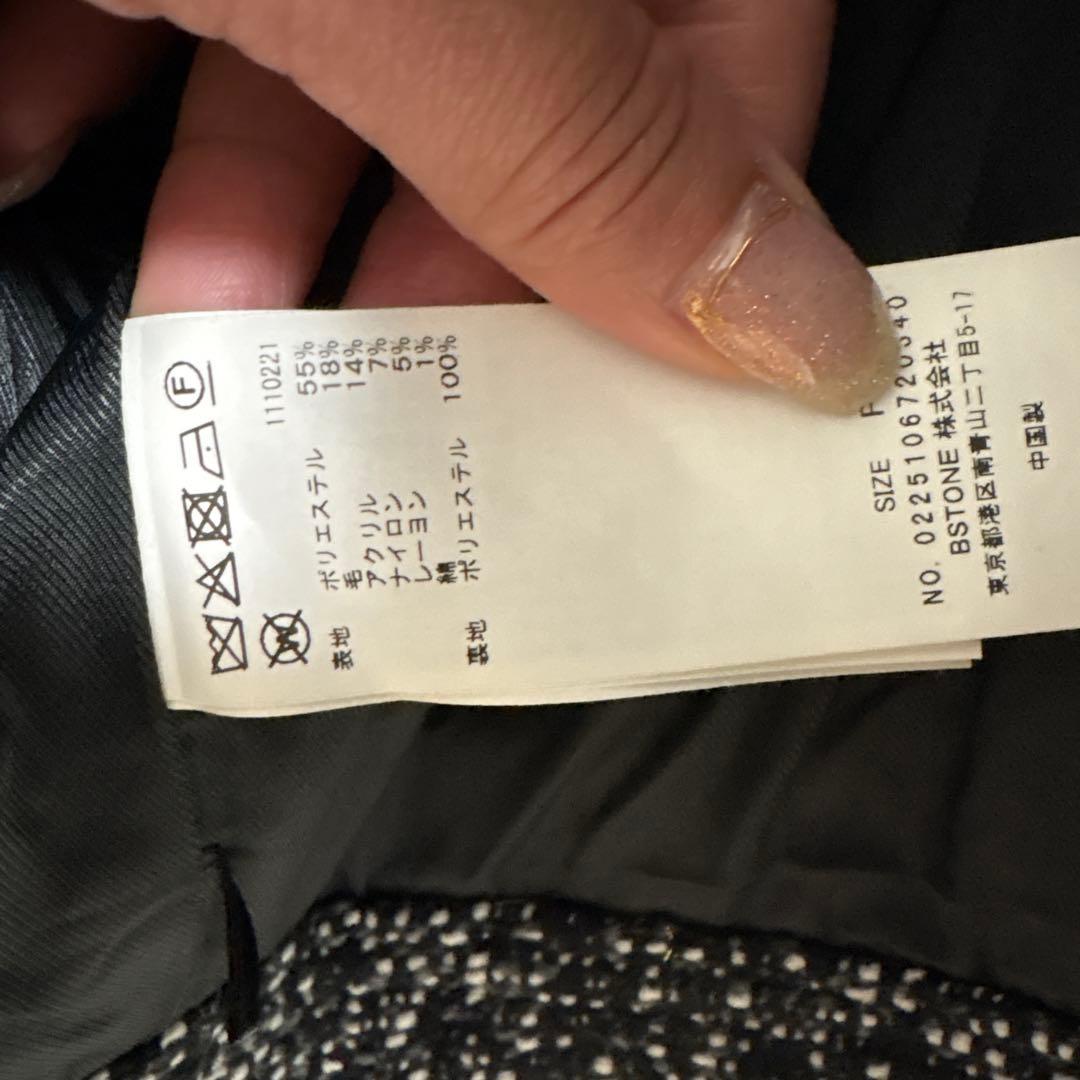 F
W
1110221
表地 ポリエステル 55%
毛 18%
アクリル 14%
ナイロン 7%
レーヨン 5%
綿 1%
裏地 ポリエステル 100%
SIZE
NO.
BSTONE 株式会社
東京都港区南青山二丁目5-17
中国製